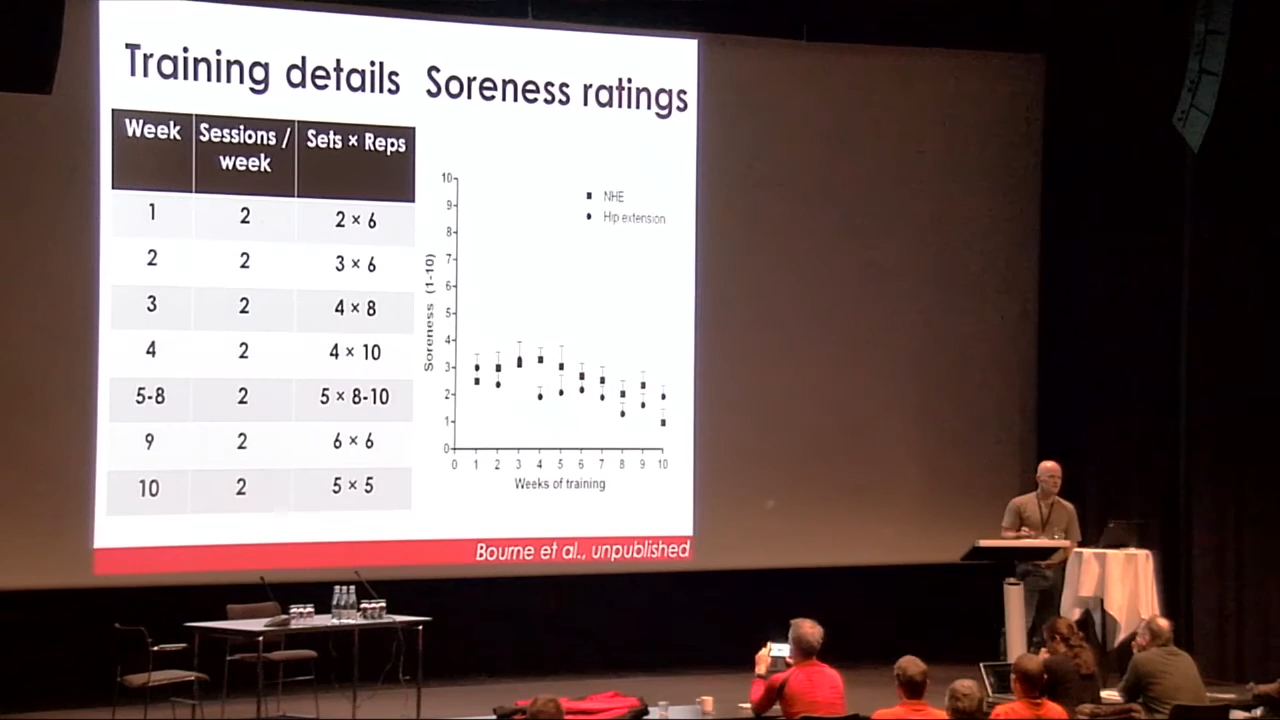 Training details
Week Sessions / week Sets × Reps
1 2 2 × 6
2 2 3 × 6
3 2 4 × 8
4 2 4 × 10
5-8 2 5 × 8-10
9 2 6 × 6
10 2 5 × 5
Soreness ratings
NHE
Hip extension
Soreness (1-10)
10
9
8
7
6
5
4
3
2
1
0
0 1 2 3 4 5 6 7 8 9 10
Weeks of training
Bourne et al., unpublished